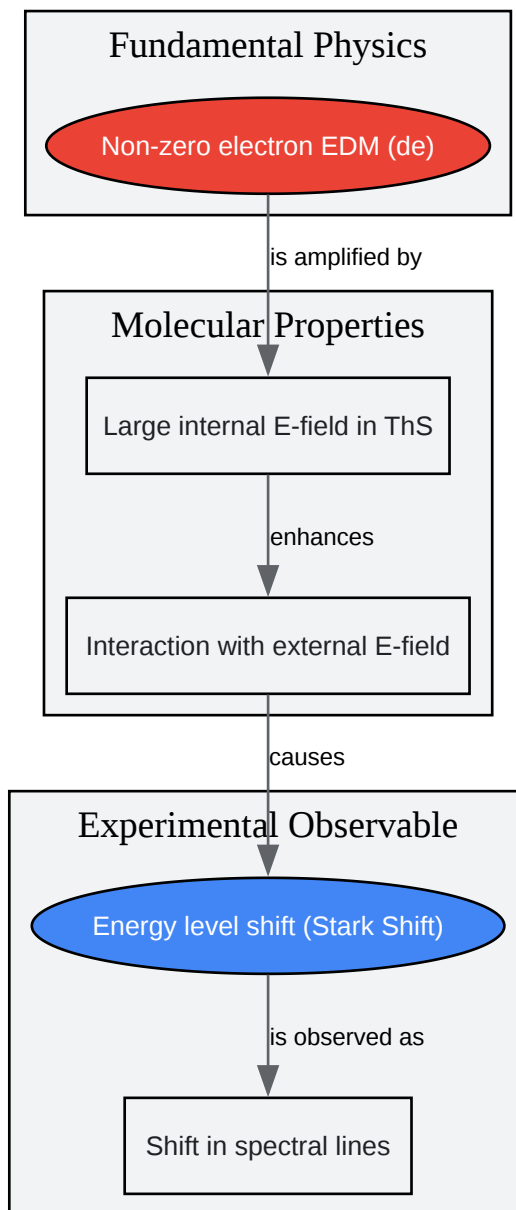 Fundamental Physics
Non-zero electron EDM (de)
is amplified by
Molecular Properties
Large internal E-field in ThS
enhances
Interaction with external E-field
causes
Experimental Observable
Energy level shift (Stark Shift)
is observed as
Shift in spectral lines